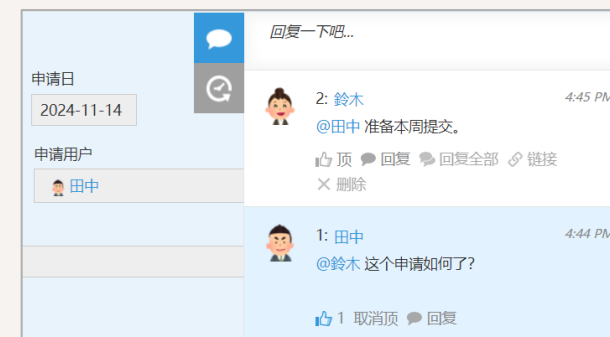 申请日
2024-11-14
申请用户
田中
回复一下吧...
2: 鈴木
4:45 PM
@田中 准备本周提交。
顶 回复 回复全部 链接
删除
1: 田中
4:44 PM
@鈴木 这个申请如何了?
1 取消顶 回复